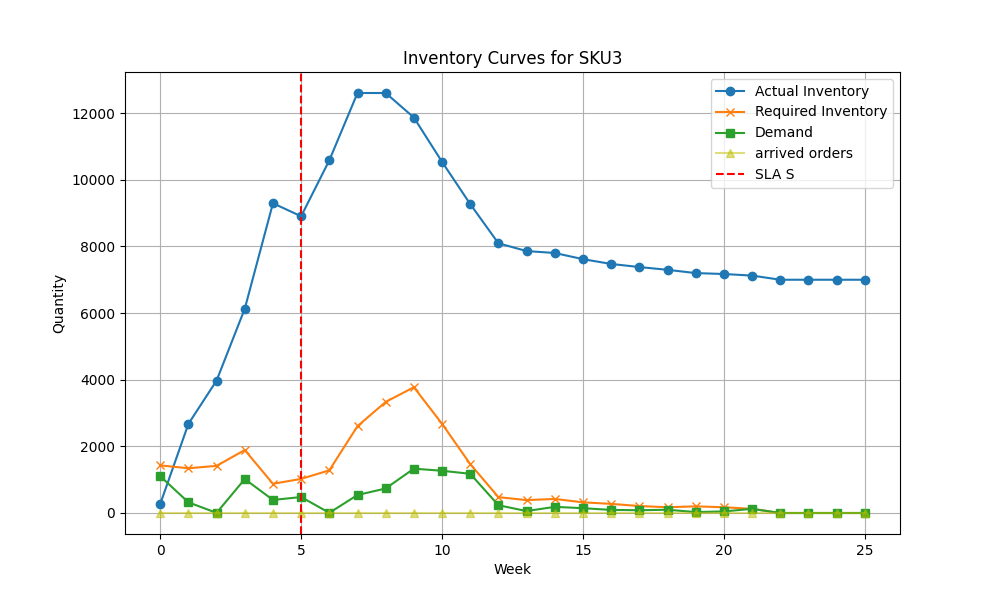 Inventory Curves for SKU3
Actual Inventory
Required Inventory
Demand
arrived orders
SLA S
Quantity
12000
10000
8000
6000
4000
2000
0
0 5 10 15 20 25
Week